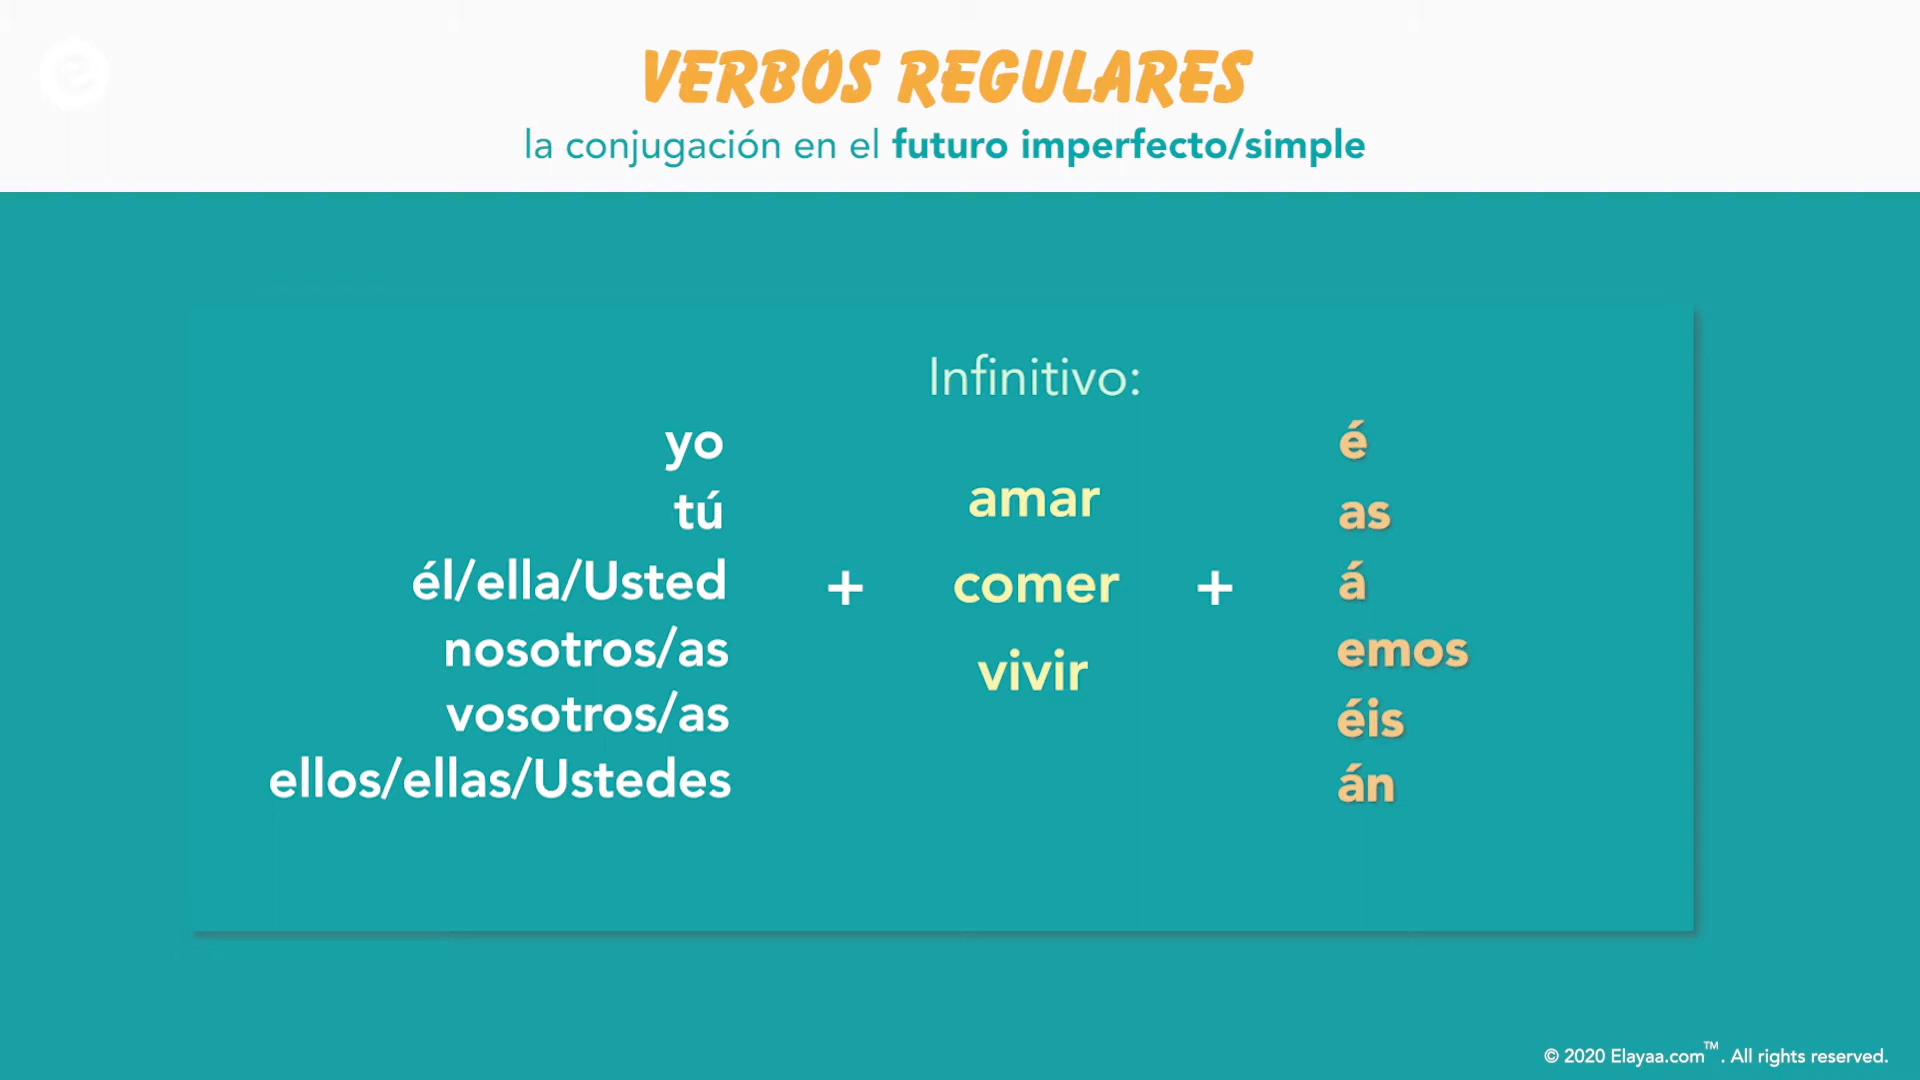 VERBOS REGULARES
la conjugación en el futuro imperfecto/simple
Infinitivo:
yo
tú
él/ella/Usted
nosotros/as
vosotros/as
ellos/ellas/Ustedes
+
amar
comer
vivir
+
é
as
á
emos
éis
án
© 2020 Elayaa.com™. All rights reserved.